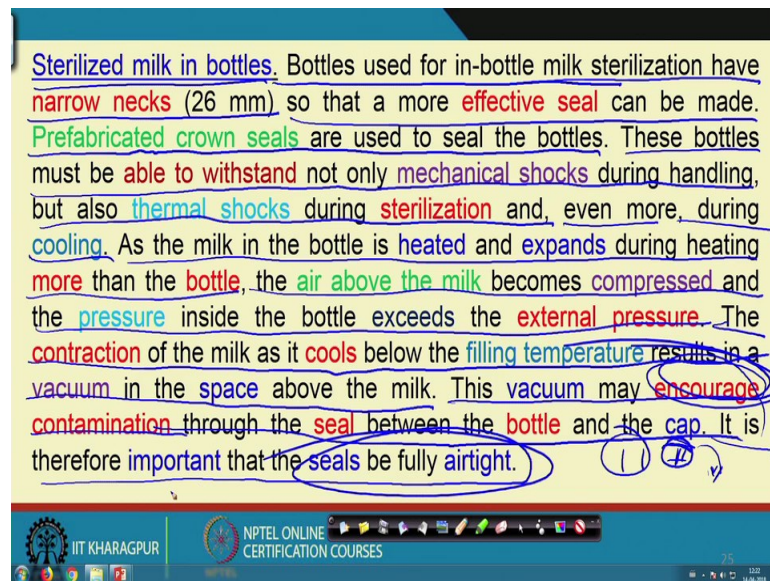 Sterilized milk in bottles. Bottles used for in-bottle milk sterilization have
narrow necks (26 mm) so that a more effective seal can be made.
Prefabricated crown seals are used to seal the bottles. These bottles
must be able to withstand not only mechanical shocks during handling,
but also thermal shocks during sterilization and, even more, during
cooling. As the milk in the bottle is heated and expands during heating
more than the bottle, the air above the milk becomes compressed and
the pressure inside the bottle exceeds the external pressure. The
contraction of the milk as it cools below the filling temperature results in a
vacuum in the space above the milk. This vacuum may encourage
contamination through the seal between the bottle and the cap. It is
therefore important that the seals be fully airtight.
IIT KHARAGPUR
NPTEL ONLINE
CERTIFICATION COURSES
25
12:22